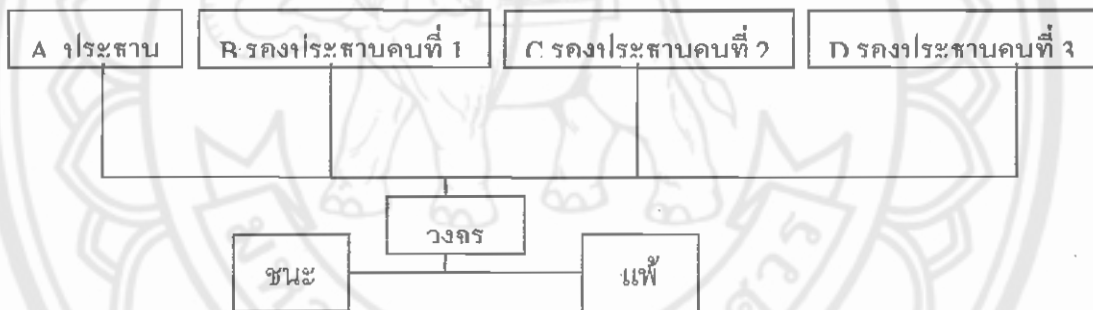 A ประธาน
B รองประธานคนที่ 1
C รองประธานคนที่ 2
D รองประธานคนที่ 3
วงจร
ชนะ
แพ้